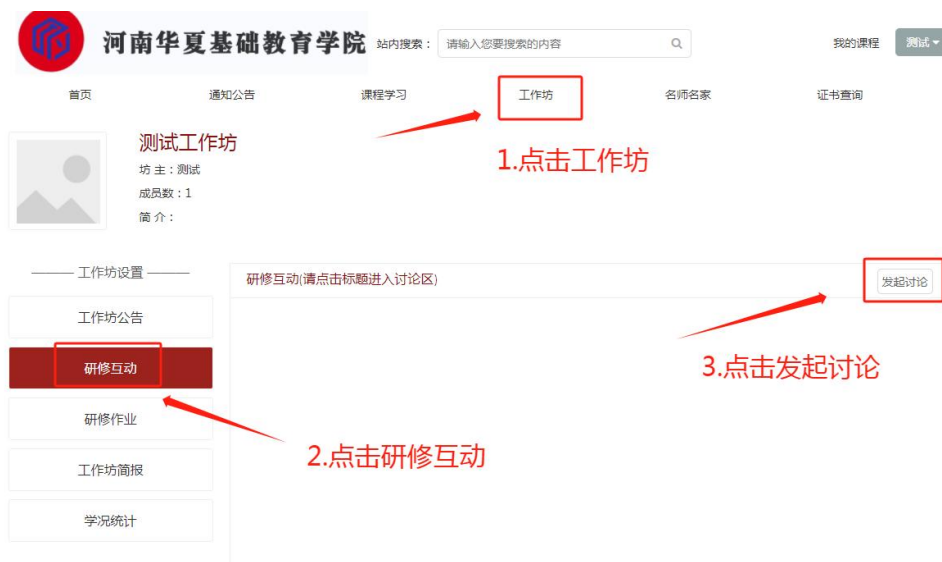 河南华夏基础教育学院 站内搜索： 请输入您要搜索的内容 我的课程 测试
首页 通知公告 课程学习 工作坊 名师名家 证书查询
测试工作坊
坊 主：测试
成员数：1
简 介：
1.点击工作坊
工作坊设置
研修互动(请点击标题进入讨论区)
发起讨论
工作坊公告
研修互动
3.点击发起讨论
研修作业
2.点击研修互动
工作坊简报
学况统计